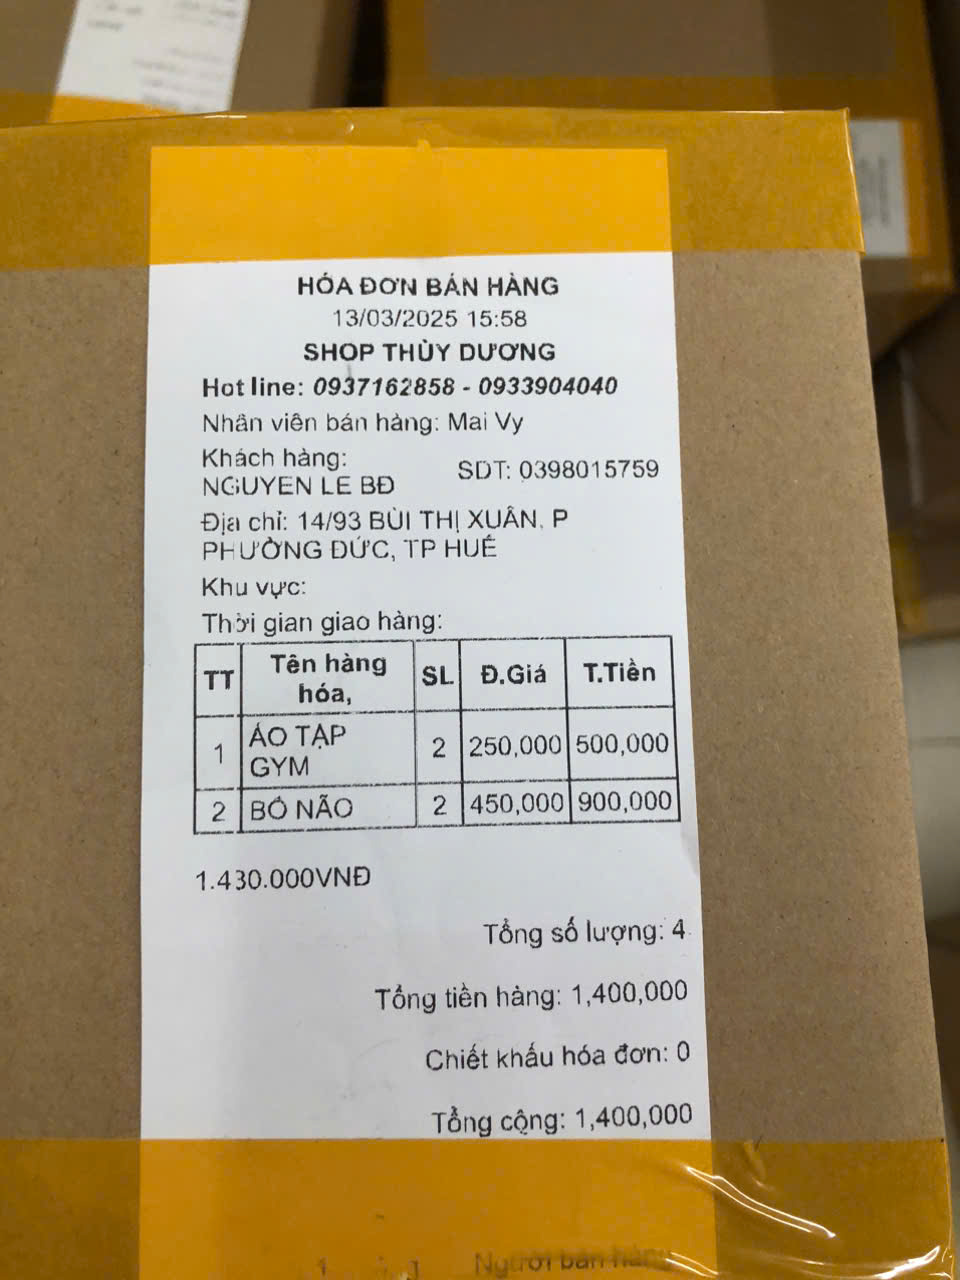 HÓA ĐƠN BÁN HÀNG
13/03/2025 15:58
SHOP THÙY DƯƠNG
Hot line: 0937162858 - 0933904040
Nhân viên bán hàng: Mai Vy
Khách hàng:
NGUYEN LE BĐ
SDT: 0398015759
Địa chỉ: 14/93 BÙI THỊ XUÂN, P
PHƯỜNG ĐỨC, TP HUẾ
Khu vực:
Thời gian giao hàng:
TT Tên hàng hóa, SL Đ.Giá T.Tiền
1 ÁO TẬP GYM 2 250,000 500,000
2 BÓ NÃO 2 450,000 900,000
1.430.000VNĐ
Tổng số lượng: 4
Tổng tiền hàng: 1,400,000
Chiết khấu hóa đơn: 0
Tổng cộng: 1,400,000
Người bán hàng